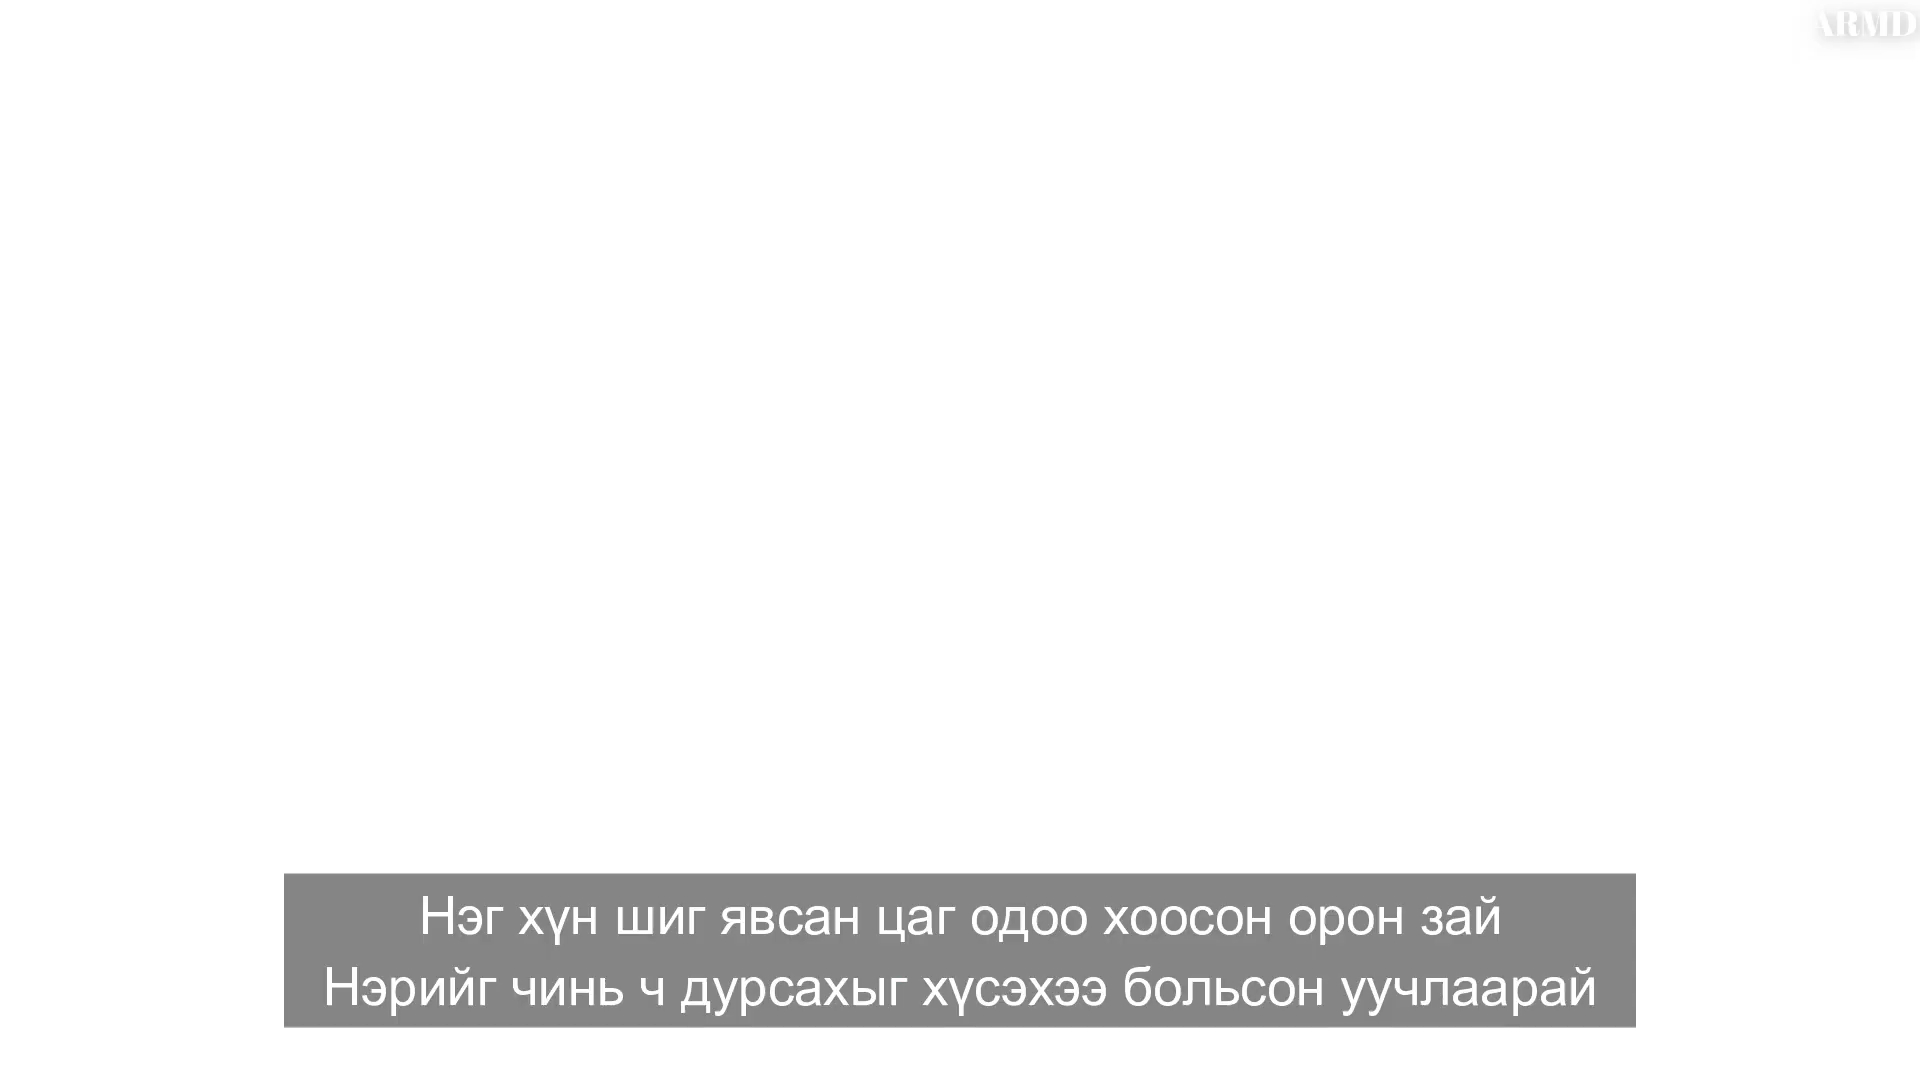 ARMD
Нэг хүн шиг явсан цаг одоо хоосон орон зай
Нэрийг чинь ч дурсахыг хүсэхээ больсон уучлаарай